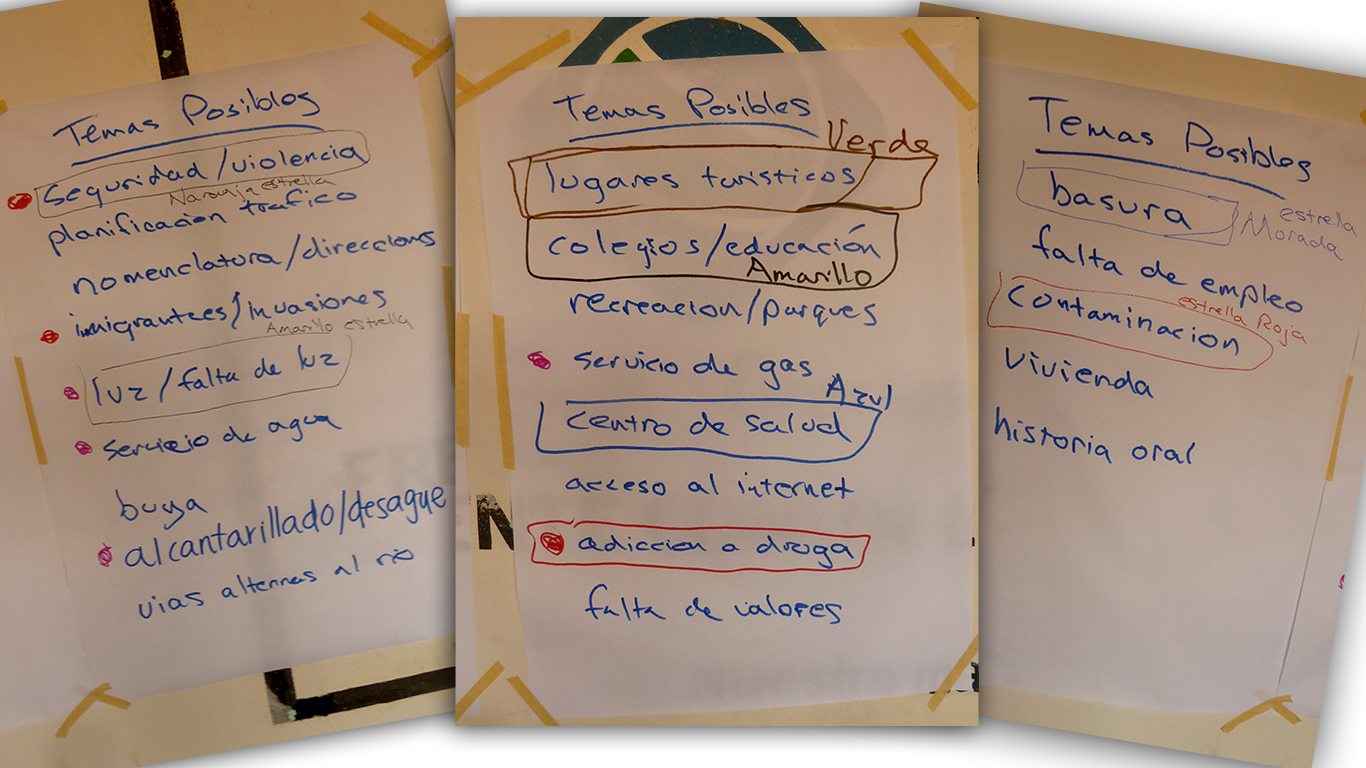 Temas Posibles
seguridad/violencia
Naranja estrella
planificacion trafico
nomenclatura/direccions
inmigrantees/invasiones
Amarillo estrella
luz/falta de luz
servicio de agua
alcantarillado/desague
vias alternas al rio
Temas Posibles
Verde
lugares turisticos
colegios/educación
Amarillo
recreacion/parques
servicio de gas
Azul
centro de salud
acceso al internet
adiccion a droga
falta de valores
Temas Posibles
basura
estrella
Morada
falta de empleo
estrella Roja
Contaminacion
vivienda
historia oral